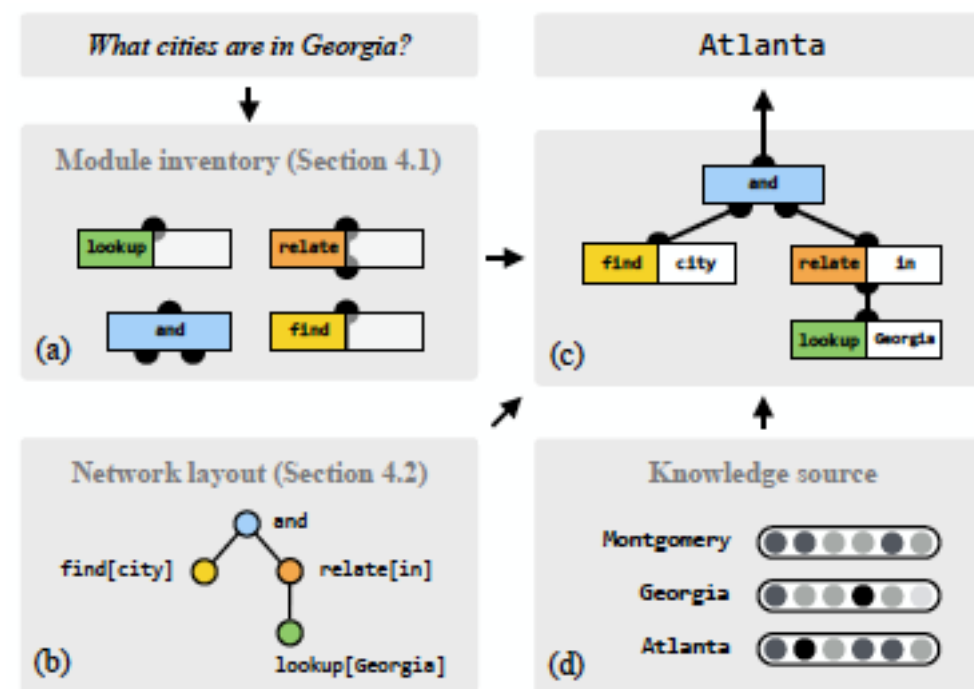 What cities are in Georgia?
Atlanta
Module inventory (Section 4.1)
lookup
relate
and
find
(a)
and
find city
relate in
lookup Georgia
(c)
Network layout (Section 4.2)
and
find[city]
relate[in]
lookup[Georgia]
(b)
Knowledge source
Montgomery
Georgia
Atlanta
(d)